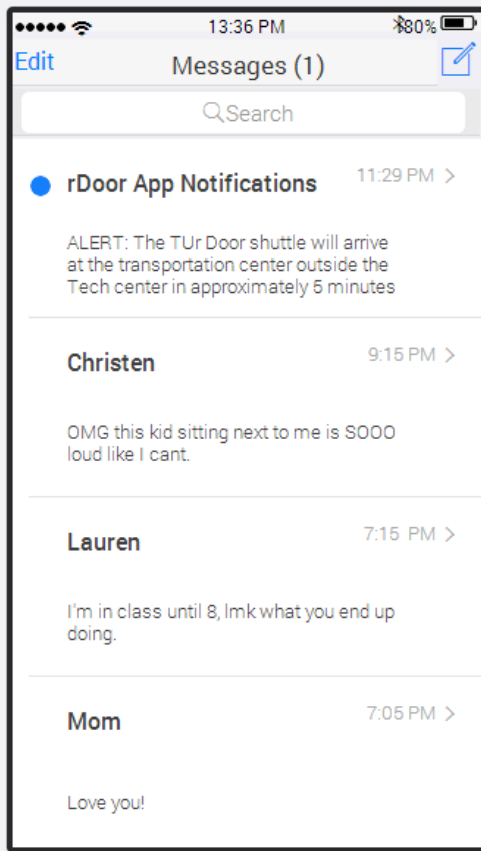 13:36 PM 80%
Edit Messages (1)
Search
rDoor App Notifications 11:29 PM >
ALERT: The TUr Door shuttle will arrive
at the transportation center outside the
Tech center in approximately 5 minutes
Christen 9:15 PM >
OMG this kid sitting next to me is SOOO
loud like I cant.
Lauren 7:15 PM >
I'm in class until 8, lmk what you end up
doing.
Mom 7:05 PM >
Love you!